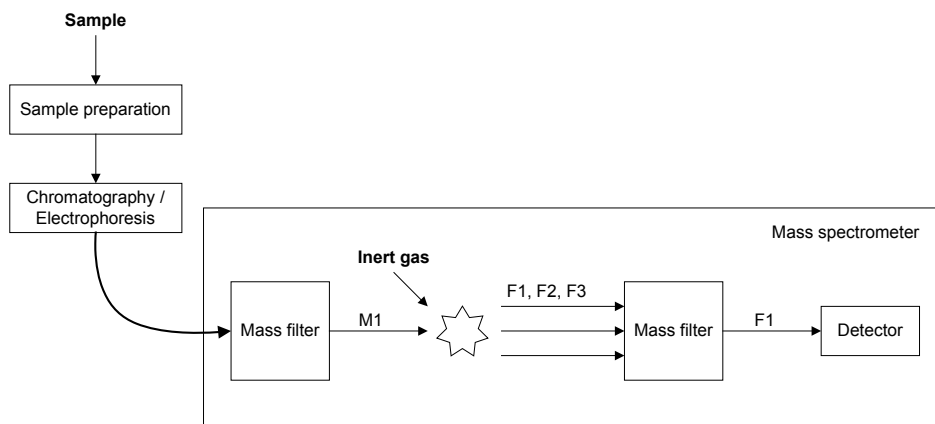 Sample
Sample preparation
Chromatography /
Electrophoresis
Mass spectrometer
Inert gas
F1, F2, F3
Mass filter
M1
Mass filter
F1
Detector